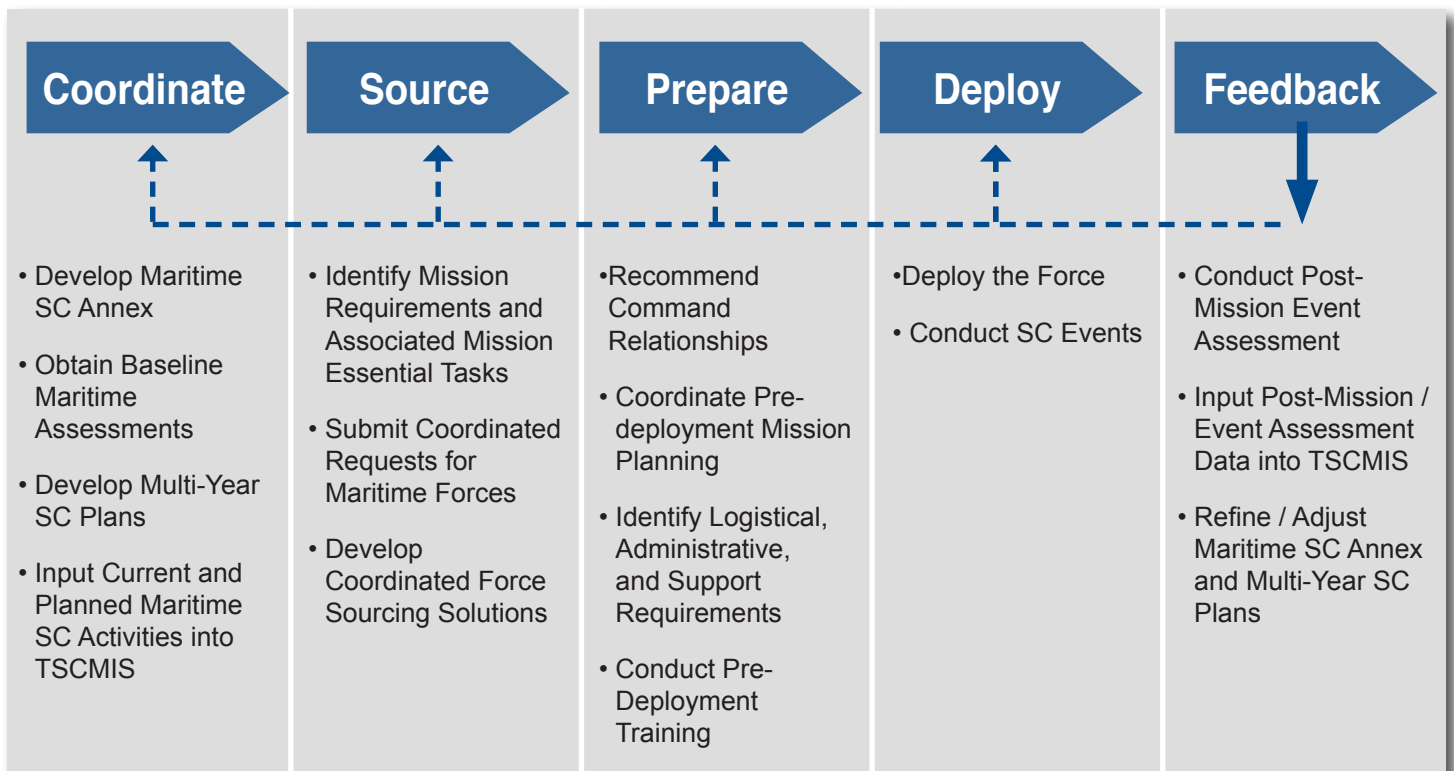 Coordinate
Source
Prepare
Deploy
Feedback
• Develop Maritime
SC Annex
• Obtain Baseline
Maritime
Assessments
• Develop Multi-Year
SC Plans
• Input Current and
Planned Maritime
SC Activities into
TSCMIS
• Identify Mission
Requirements and
Associated Mission
Essential Tasks
• Submit Coordinated
Requests for
Maritime Forces
• Develop
Coordinated Force
Sourcing Solutions
•Recommend
Command
Relationships
• Coordinate Pre-
deployment Mission
Planning
• Identify Logistical,
Administrative,
and Support
Requirements
• Conduct Pre-
Deployment
Training
•Deploy the Force
• Conduct SC Events
• Conduct Post-
Mission Event
Assessment
• Input Post-Mission /
Event Assessment
Data into TSCMIS
• Refine / Adjust
Maritime SC Annex
and Multi-Year SC
Plans